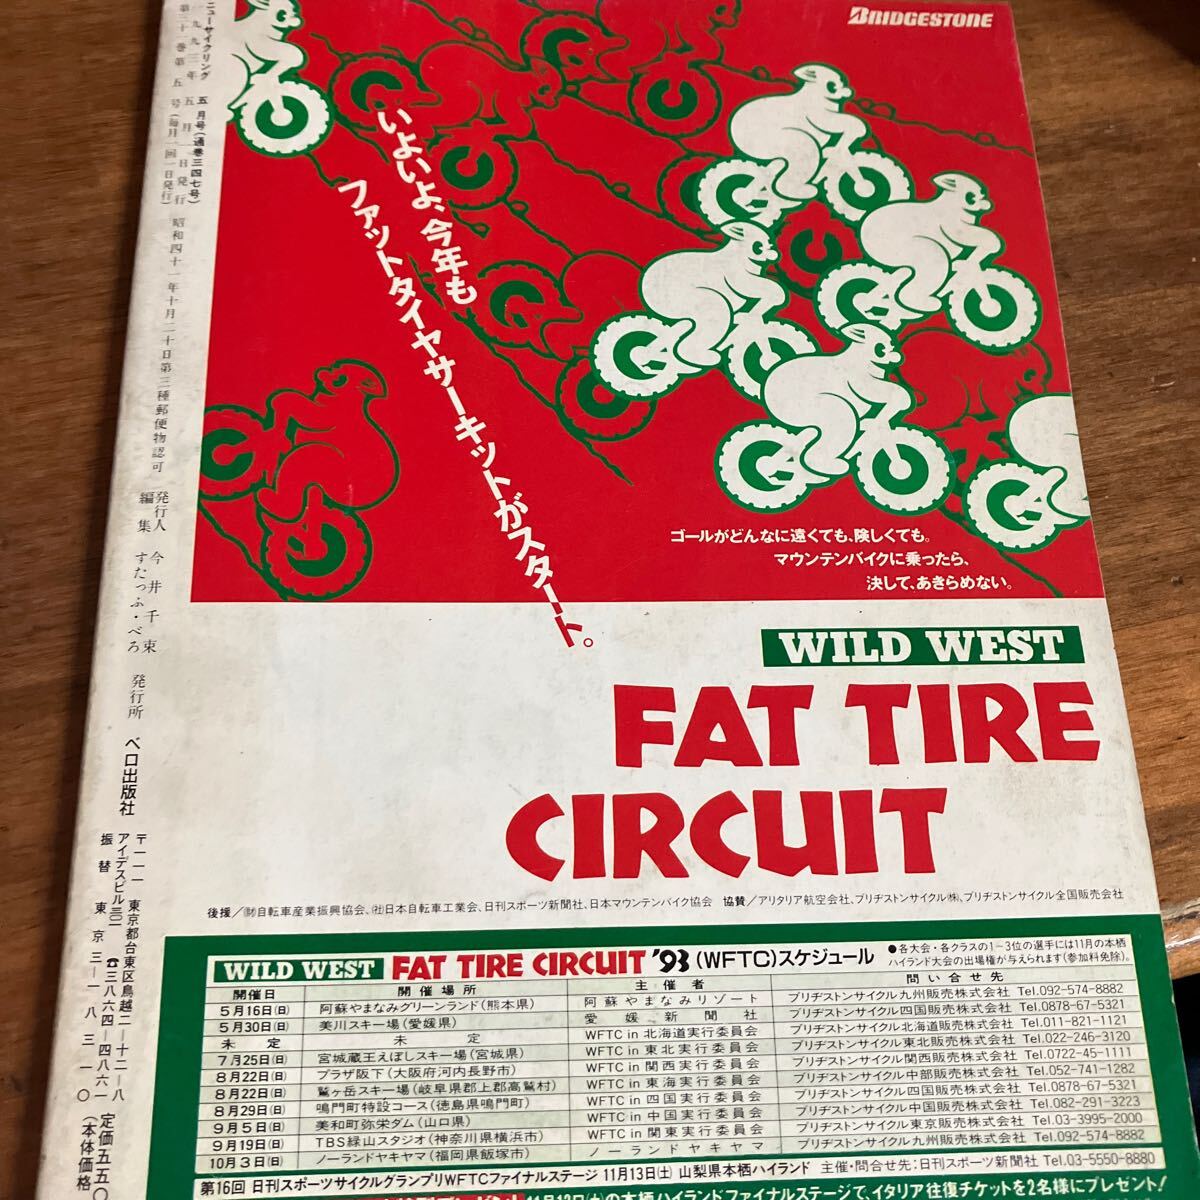 ニューサイクリング 五月号(通巻三四七号)
一九九三年五月一日発行
第三十一巻第五号(毎月一回一日発行)
昭和四十一年十月二十日第三種郵便物認可
発行人 今井千束
編集 すたっふ・べろ
発行所 ベロ出版社
〒一一一 東京都台東区鳥越二―一二―八
アイデスビル三〇一 ☎三八六四―四八六一
振替 東京三―一八三一〇
定価五五〇
(本体価格
BRIDGESTONE
いよいよ、今年も
ファットタイヤサーキットがスタート。
ゴールがどんなに遠くても、険しくても。
マウンテンバイクに乗ったら、
決して、あきらめない。
WILD WEST
FAT TIRE
CIRCUIT
後援/(財)自転車産業振興協会、(社)日本自転車工業会、日刊スポーツ新聞社、日本マウンテンバイク協会 協賛/アリタリア航空会社、ブリヂストンサイクル(株)、ブリヂストンサイクル全国販売会社
WILD WEST FAT TIRE CIRCUIT '93 (WFTC)スケジュール
●各大会・各クラスの1~3位の選手には11月の本栖
ハイランド大会の出場権が与えられます(参加料免除)。
開催日 開催場所 主催者 問い合せ先
5月16日(日) 阿蘇やまなみグリーンランド(熊本県) 阿蘇やまなみリゾート ブリヂストンサイクル九州販売株式会社 Tel.092-574-8882
5月30日(日) 美川スキー場(愛媛県) 愛媛新聞社 ブリヂストンサイクル四国販売株式会社 Tel.0878-67-5321
未定 未定 WFTC in 北海道実行委員会 ブリヂストンサイクル北海販売株式会社 Tel.011-821-1121
7月25日(日) 宮城蔵王えぼしスキー場(宮城県) WFTC in 東北実行委員会 ブリヂストンサイクル東北販売株式会社 Tel.022-246-3120
8月22日(日) プラザ阪下(大阪府河内長野市) WFTC in 関西実行委員会 ブリヂストンサイクル関西販売株式会社 Tel.0722-45-1111
8月22日(日) 鷲ヶ岳スキー場(岐阜県郡上郡高鷲村) WFTC in 東海実行委員会 ブリヂストンサイクル中部販売株式会社 Tel.052-741-1282
8月29日(日) 鳴門町特設コース(徳島県鳴門町) WFTC in 四国実行委員会 ブリヂストンサイクル四国販売株式会社 Tel.0878-67-5321
9月5日(日) 美和町弥栄ダム(山口県) WFTC in 中国実行委員会 ブリヂストンサイクル中国販売株式会社 Tel.082-291-3223
9月19日(日) TBS緑山スタジオ(神奈川県横浜市) WFTC in 関東実行委員会 ブリヂストンサイクル東京販売株式会社 Tel.03-3995-2000
10月3日(日) ノーランドヤキヤマ(福岡県飯塚市) ノーランドヤキヤマ ブリヂストンサイクル九州販売株式会社 Tel.092-574-8882
第16回 日刊スポーツサイクルグランプリWFTCファイナルステージ 11月13日(土) 山梨県本栖ハイランド 主催・問合せ先:日刊スポーツ新聞社 Tel.03-5550-8880
11月13日(土)の本栖ハイランドファイナルステージで、イタリア往復チケットを2名様にプレゼント!